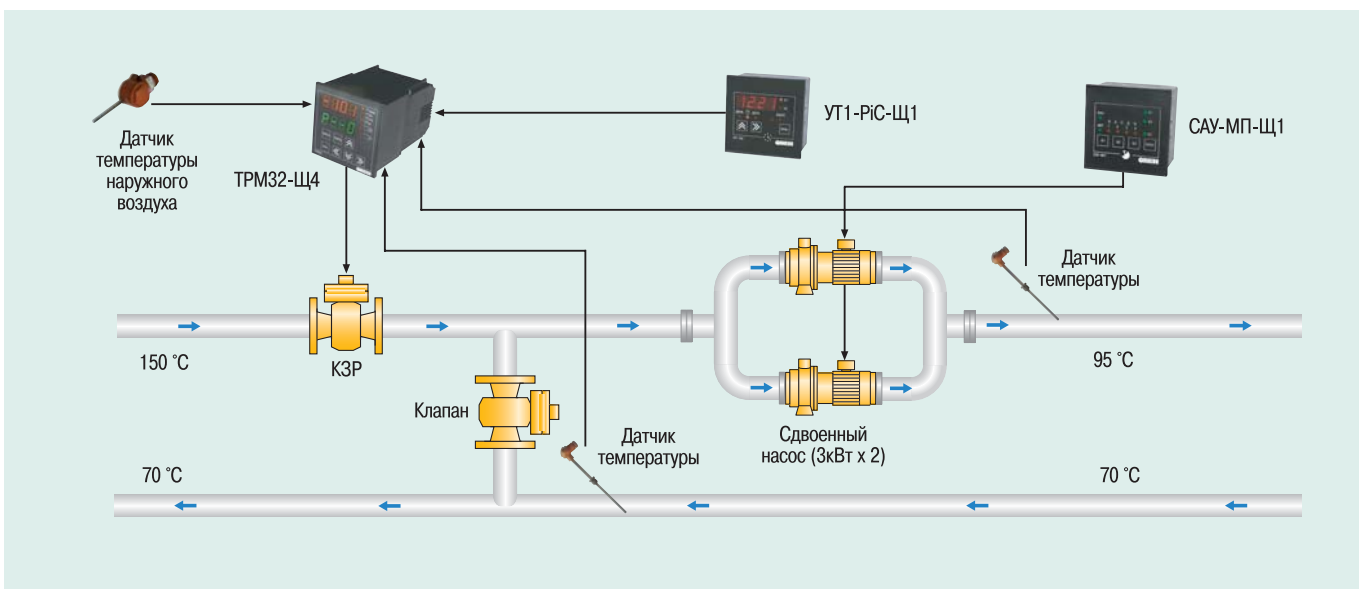 УТ1-PiC-Щ1
САУ-МП-Щ1
Датчик
температуры
наружного
воздуха
ТРМ32-Щ4
Датчик
температуры
150 °C
КЗР
95 °C
Клапан
Датчик
температуры
Сдвоенный
насос (3кВт x 2)
70 °C
70 °C